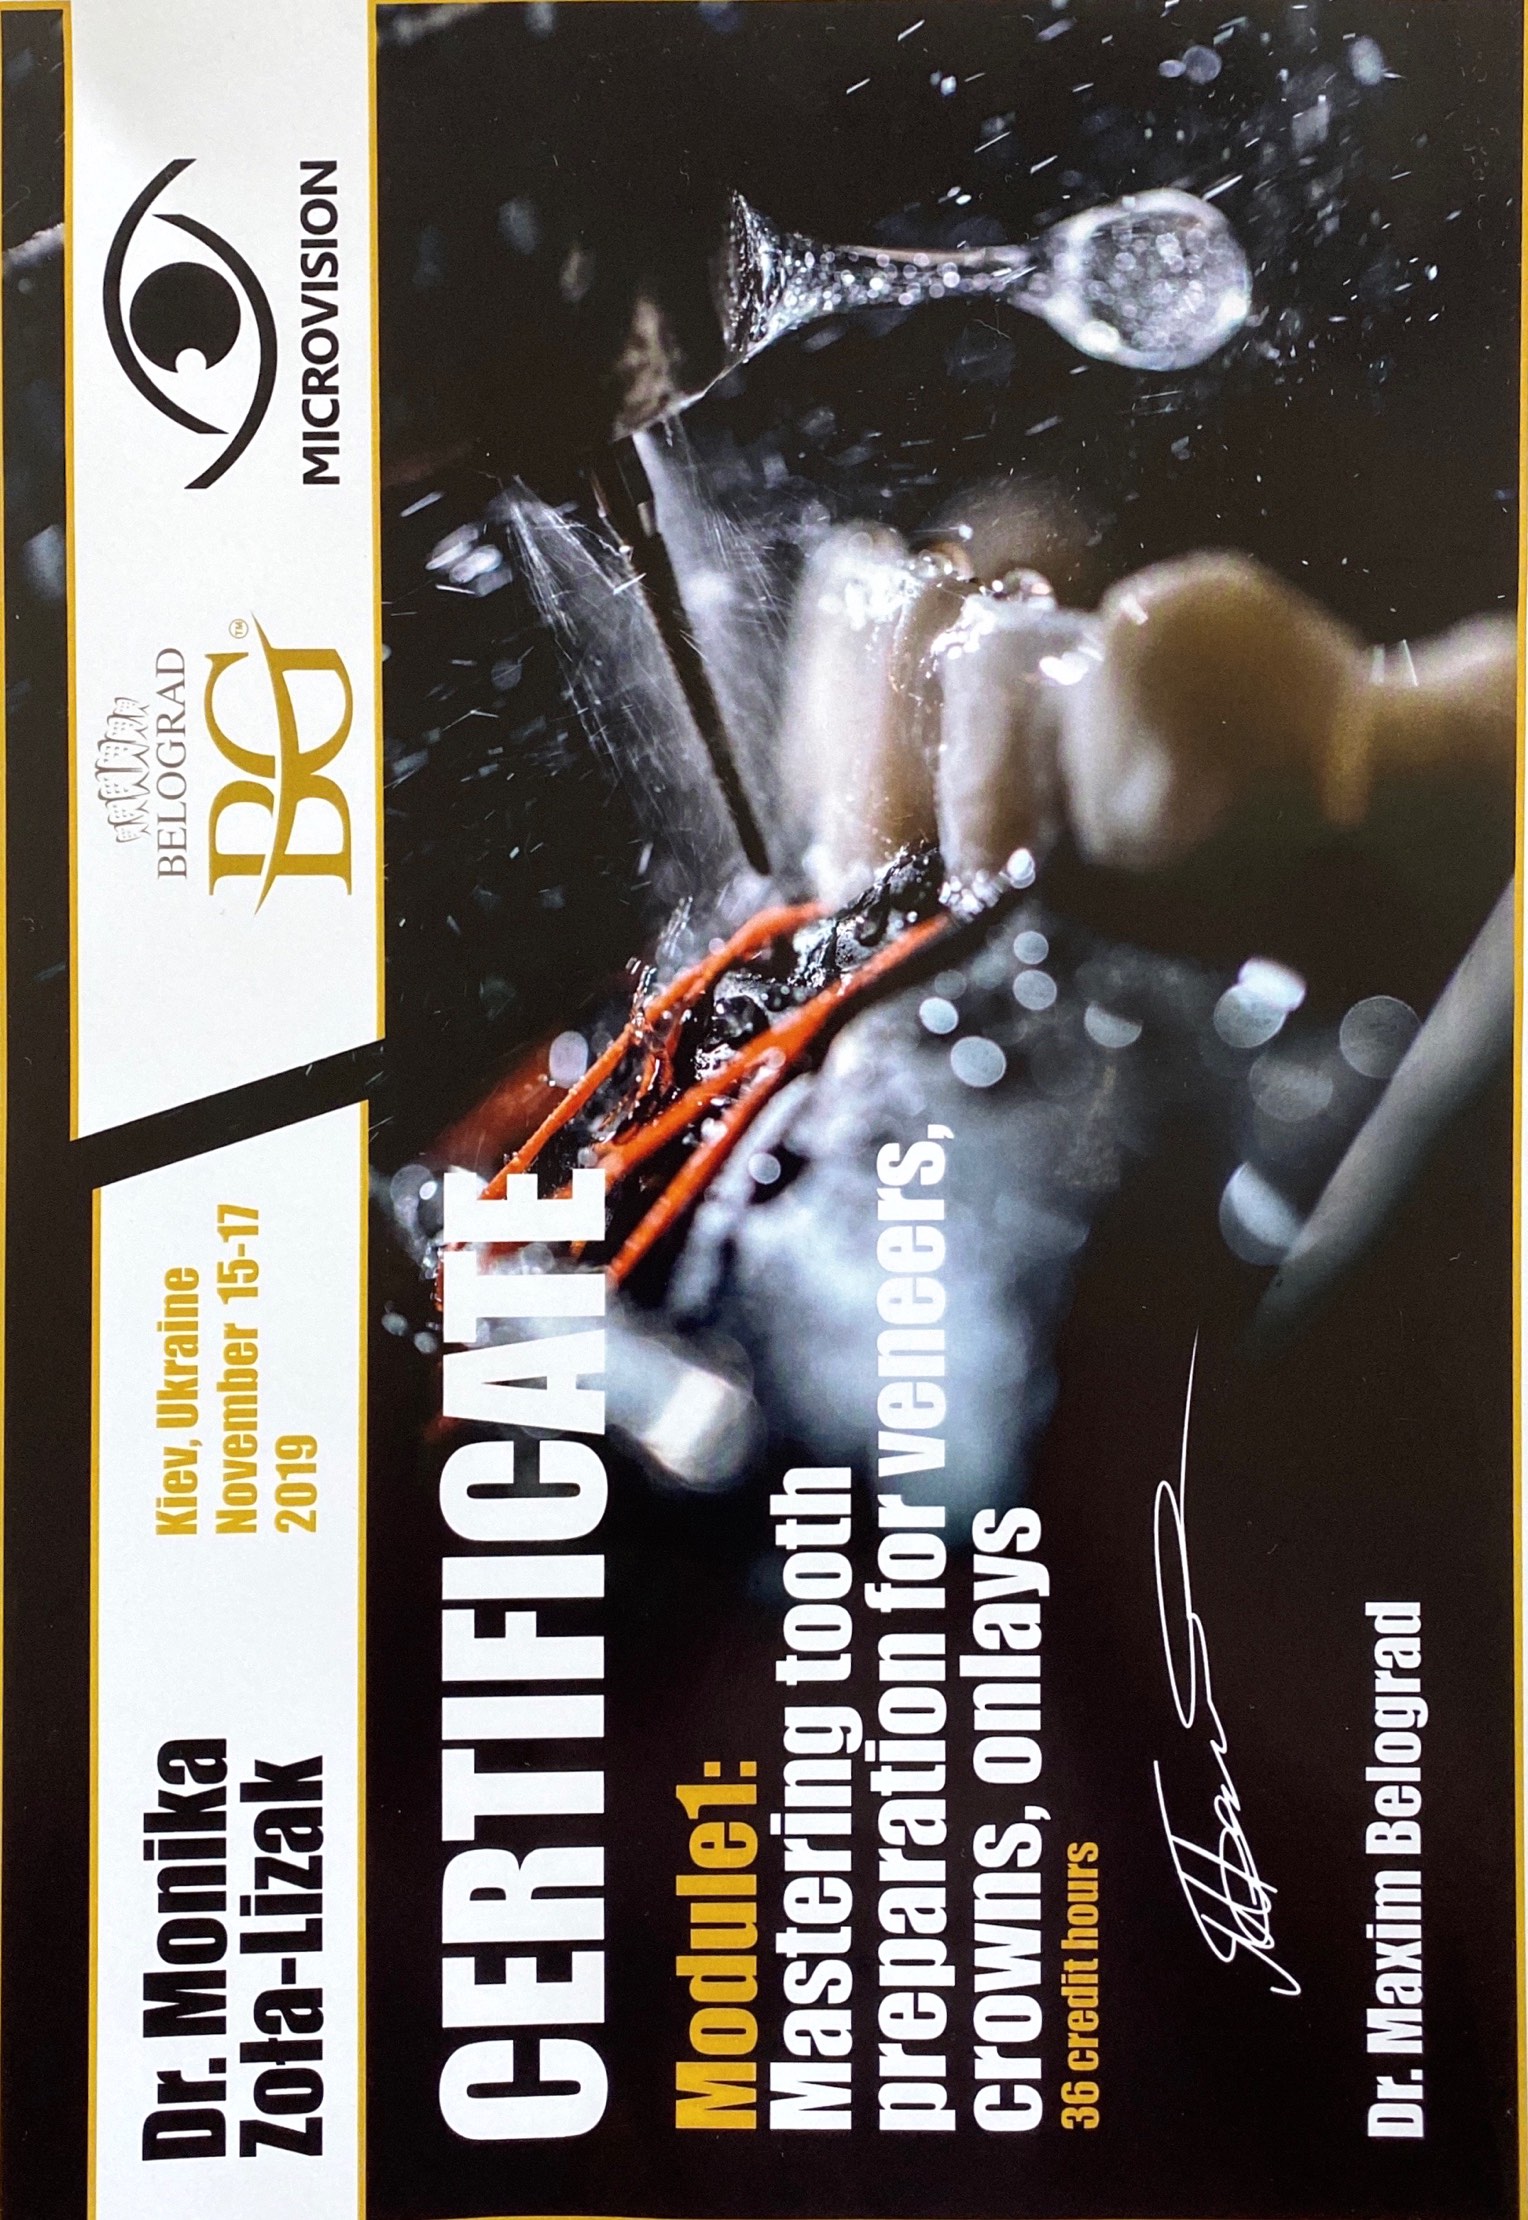 Dr. Monika
Zoła-Lizak
Kiev, Ukraine
November 15-17
2019
BELOGRAD
BG™
MICROVISION
CERTIFICATE
Module1:
Mastering tooth
preparation for veneers,
crowns, onlays
36 credit hours
Dr. Maxim Belograd